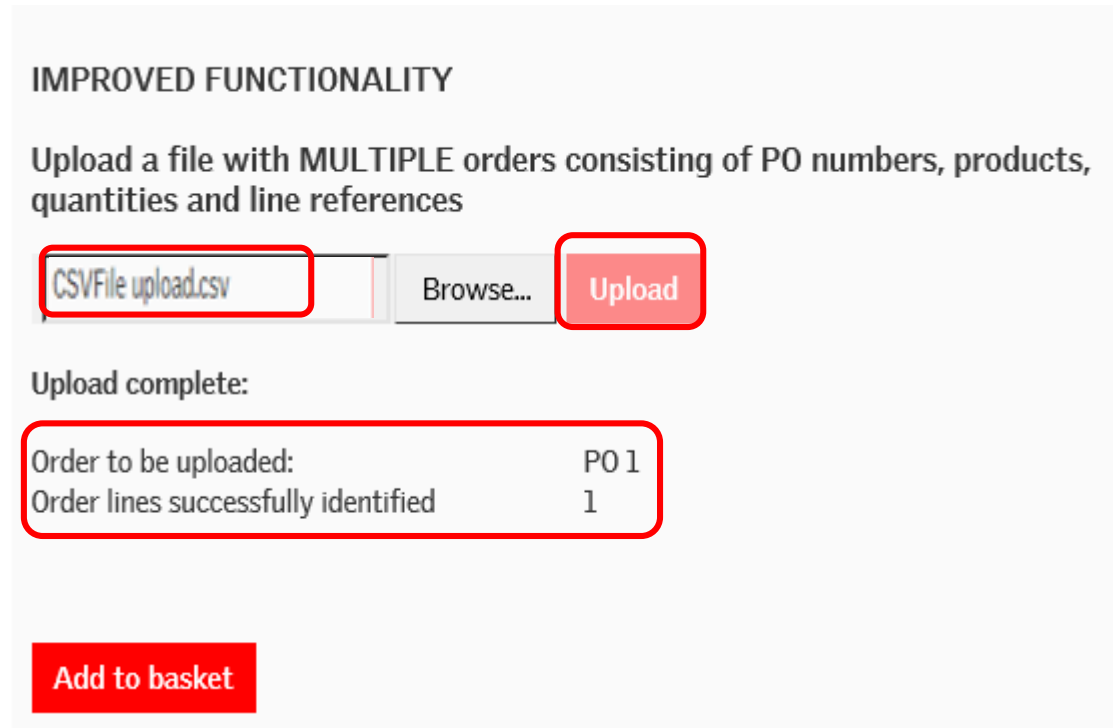 IMPROVED FUNCTIONALITY
Upload a file with MULTIPLE orders consisting of PO numbers, products,
quantities and line references
CSVFile upload.csv Browse... Upload
Upload complete:
Order to be uploaded: PO 1
Order lines successfully identified 1
Add to basket